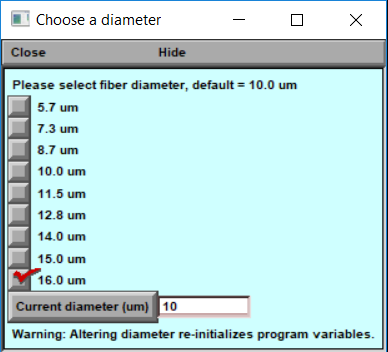 Choose a diameter
Close Hide
Please select fiber diameter, default = 10.0 um
5.7 um
7.3 um
8.7 um
10.0 um
11.5 um
12.8 um
14.0 um
15.0 um
16.0 um
Current diameter (um) 10
Warning: Altering diameter re-initializes program variables.